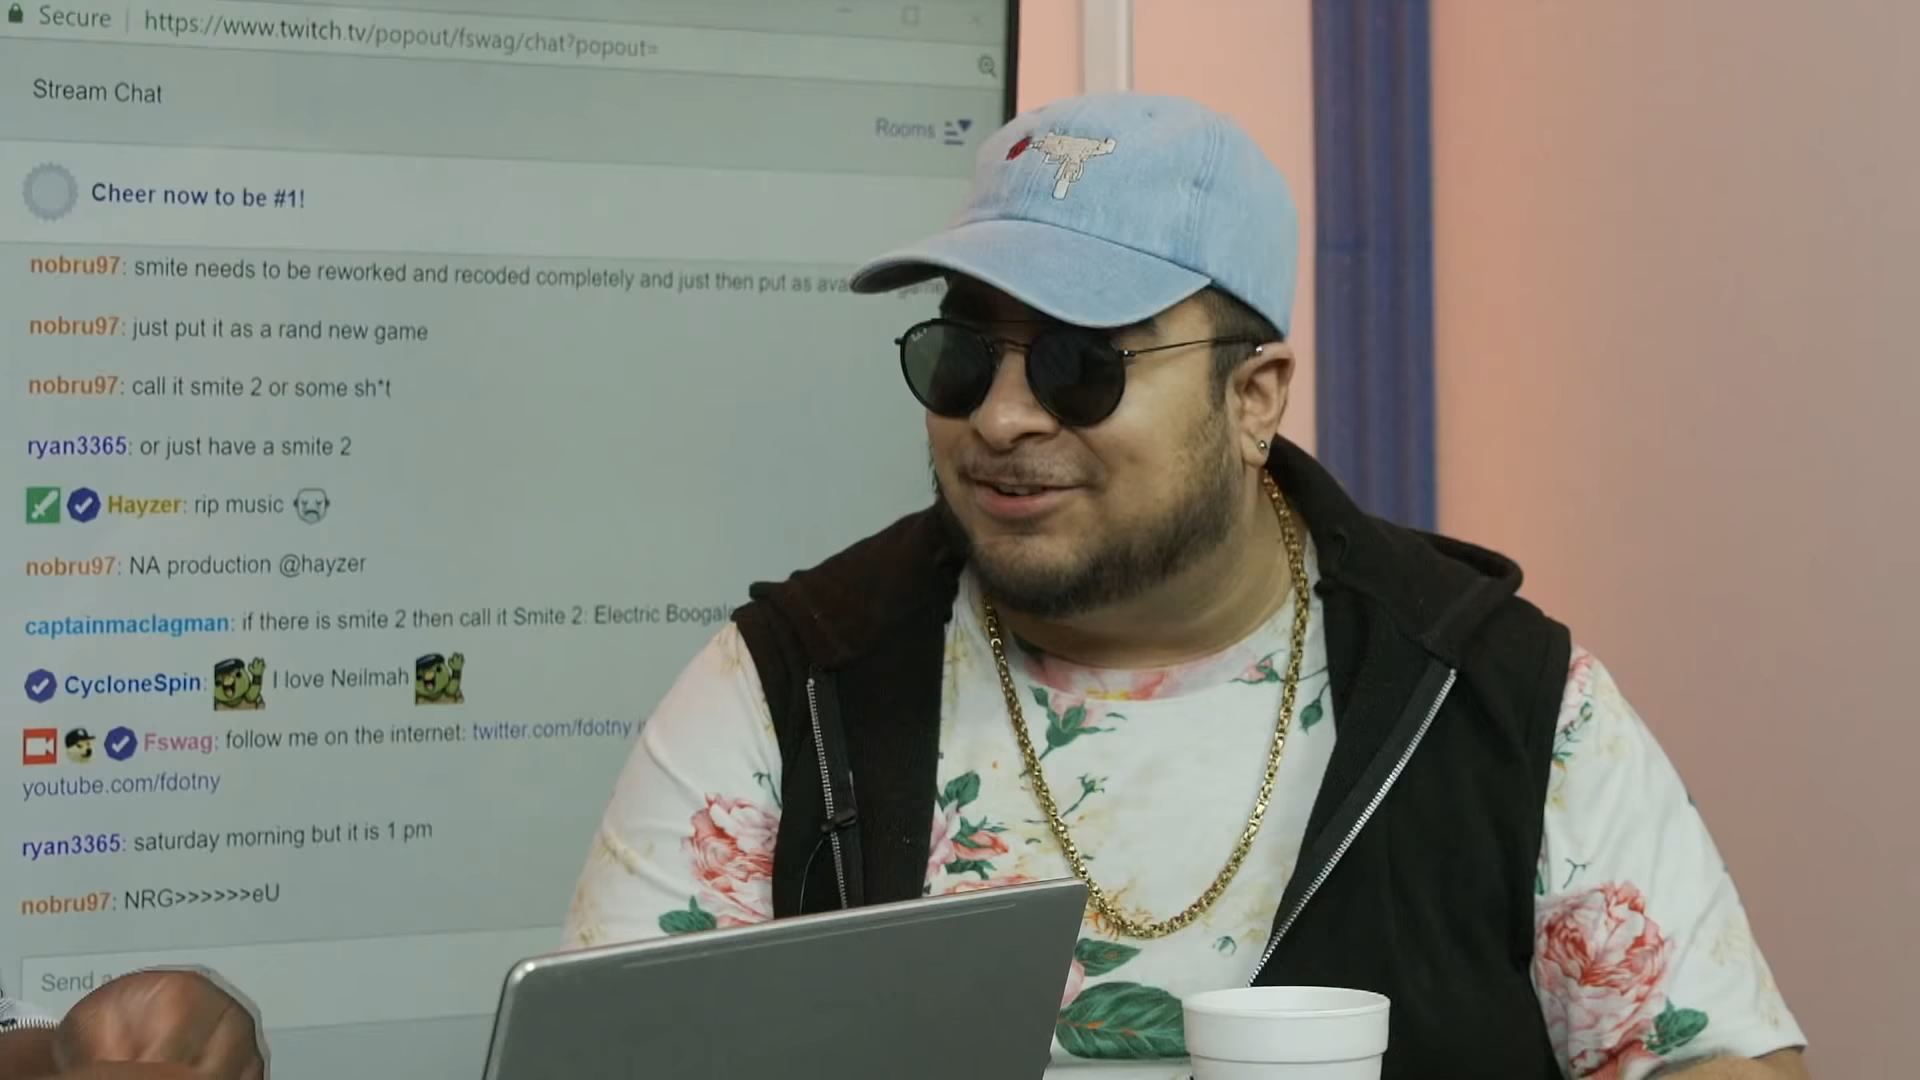 Secure | https://www.twitch.tv/popout/fswag/chat?popout=
Stream Chat
Rooms
Cheer now to be #1!
nobru97: smite needs to be reworked and recoded completely and just then put as
nobru97: just put it as a rand new game
nobru97: call it smite 2 or some sh*t
ryan3365: or just have a smite 2
Hayzer: rip music
nobru97: NA production @hayzer
captainmaclagman: if there is smite 2 then call it Smite 2: Electric
CycloneSpin: I love Neilmah
Fswag: follow me on the internet: twitter.com/fdotny
youtube.com/fdotny
ryan3365: saturday morning but it is 1 pm
nobru97: NRG>>>>>>eU
Send